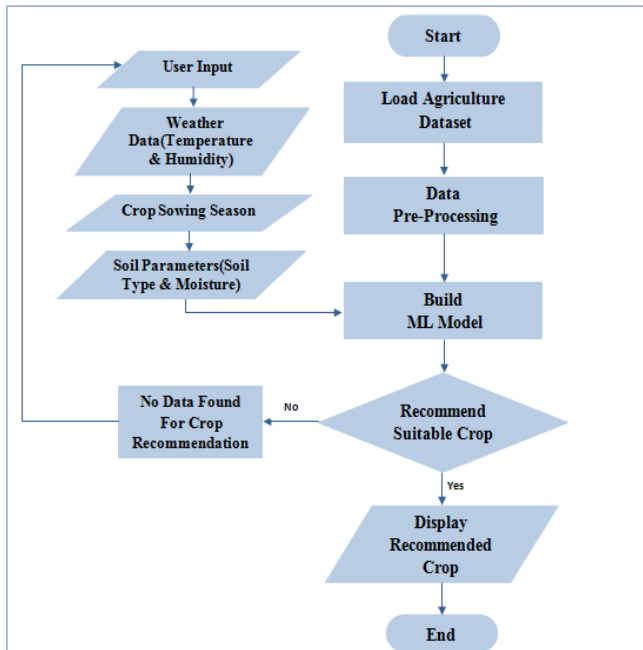 Start
User Input
Load Agriculture
Dataset
Weather
Data(Temperature
& Humidity)
Data
Pre-Processing
Crop Sowing Season
Soil Parameters(Soil
Type & Moisture)
Build
ML Model
No Data Found
For Crop
Recommendation
No
Recommend
Suitable Crop
Yes
Display
Recommended
Crop
End